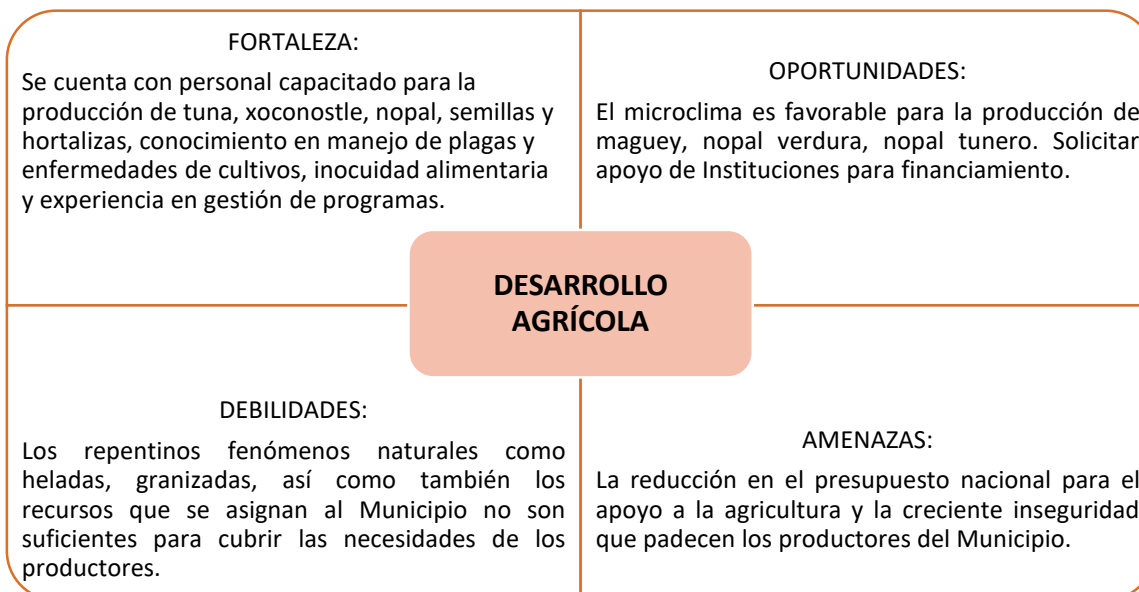 FORTALEZA:
Se cuenta con personal capacitado para la
producción de tuna, xoconostle, nopal, semillas y
hortalizas, conocimiento en manejo de plagas y
enfermedades de cultivos, inocuidad alimentaria
y experiencia en gestión de programas.
OPORTUNIDADES:
El microclima es favorable para la producción de
maguey, nopal verdura, nopal tunero. Solicitar
apoyo de Instituciones para financiamiento.
DESARROLLO
AGRÍCOLA
DEBILIDADES:
Los repentinos fenómenos naturales como
heladas, granizadas, así como también los
recursos que se asignan al Municipio no son
suficientes para cubrir las necesidades de los
productores.
AMENAZAS:
La reducción en el presupuesto nacional para el
apoyo a la agricultura y la creciente inseguridad
que padecen los productores del Municipio.